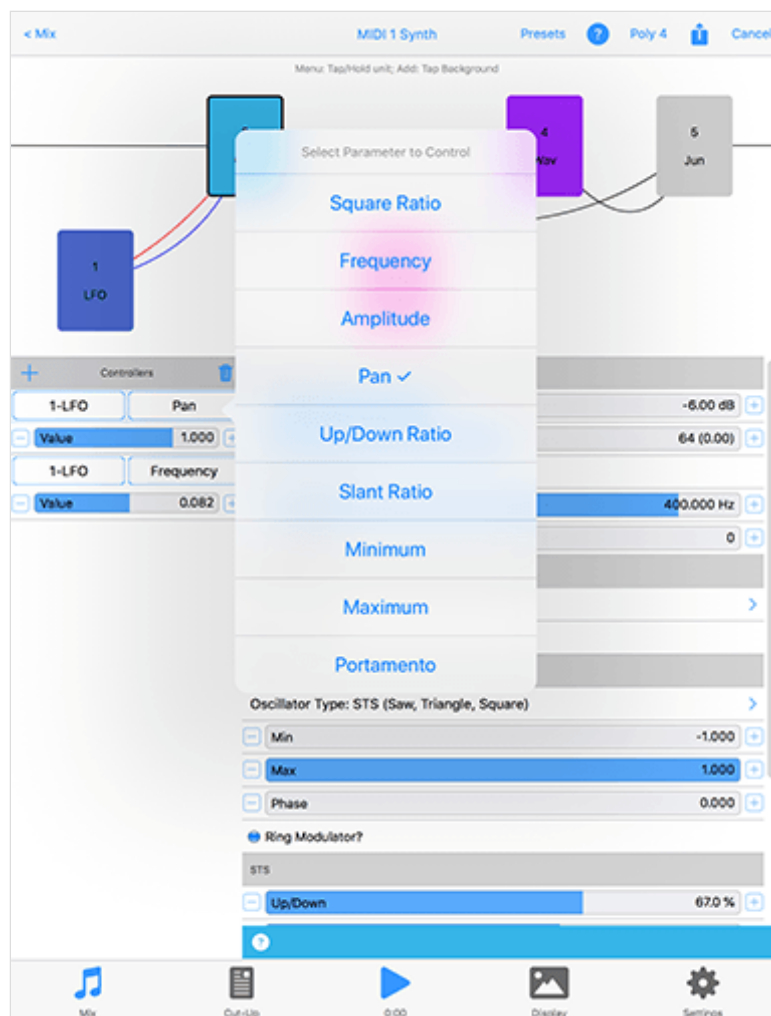 < Mix MIDI 1 Synth Presets ? Poly 4 Cancel
Menu: Tap/Hold unit; Add: Tap Background
4
Wav
5
Jun
1
LFO
Select Parameter to Control
Square Ratio
Frequency
Amplitude
Pan ✓
Up/Down Ratio
Slant Ratio
Minimum
Maximum
Portamento
+ Controllers
1-LFO Pan
Value 1.000
1-LFO Frequency
Value 0.082
-6.00 dB
64 (0.00)
400.000 Hz
0
Oscillator Type: STS (Saw, Triangle, Square)
Min -1.000
Max 1.000
Phase 0.000
Ring Modulator?
STS
Up/Down 67.0 %
?
Mix Cut-Up 0:00 Display Settings